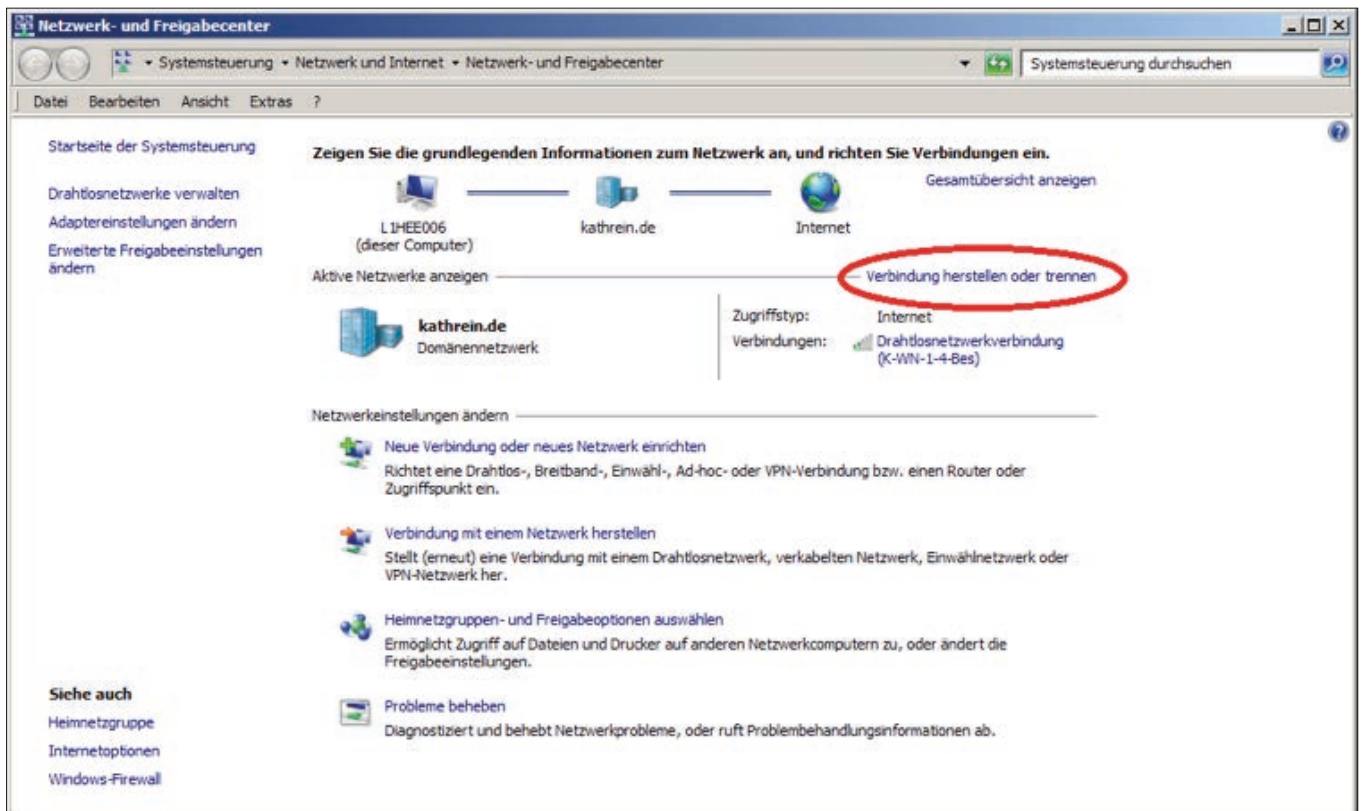 Netzwerk- und Freigabecenter
Systemsteuerung Netzwerk und Internet Netzwerk- und Freigabecenter
Systemsteuerung durchsuchen
Datei Bearbeiten Ansicht Extras ?
Startseite der Systemsteuerung
Drahtlosnetzwerke verwalten
Adaptereinstellungen ändern
Erweiterte Freigabeeinstellungen
ändern
Zeigen Sie die grundlegenden Informationen zum Netzwerk an, und richten Sie Verbindungen ein.
Gesamtübersicht anzeigen
L1HEE006
(dieser Computer)
kathrein.de
Internet
Aktive Netzwerke anzeigen
Verbindung herstellen oder trennen
kathrein.de
Domänennetzwerk
Zugriffstyp: Internet
Verbindungen: Drahtlosnetzwerkverbindung
(K-WN-1-4-Bes)
Netzwerkeinstellungen ändern
Neue Verbindung oder neues Netzwerk einrichten
Richtet eine Drahtlos-, Breitband-, Einwähl-, Ad-hoc- oder VPN-Verbindung bzw. einen Router oder
Zugriffspunkt ein.
Verbindung mit einem Netzwerk herstellen
Stellt (erneut) eine Verbindung mit einem Drahtlosnetzwerk, verkabelten Netzwerk, Einwählnetzwerk oder
VPN-Netzwerk her.
Heimnetzgruppen- und Freigabeoptionen auswählen
Ermöglicht Zugriff auf Dateien und Drucker auf anderen Netzwerkcomputern zu, oder ändert die
Freigabeeinstellungen.
Probleme beheben
Diagnostiziert und behebt Netzwerkprobleme, oder ruft Problembehandlungsinformationen ab.
Siehe auch
Heimnetzgruppe
Internetoptionen
Windows-Firewall